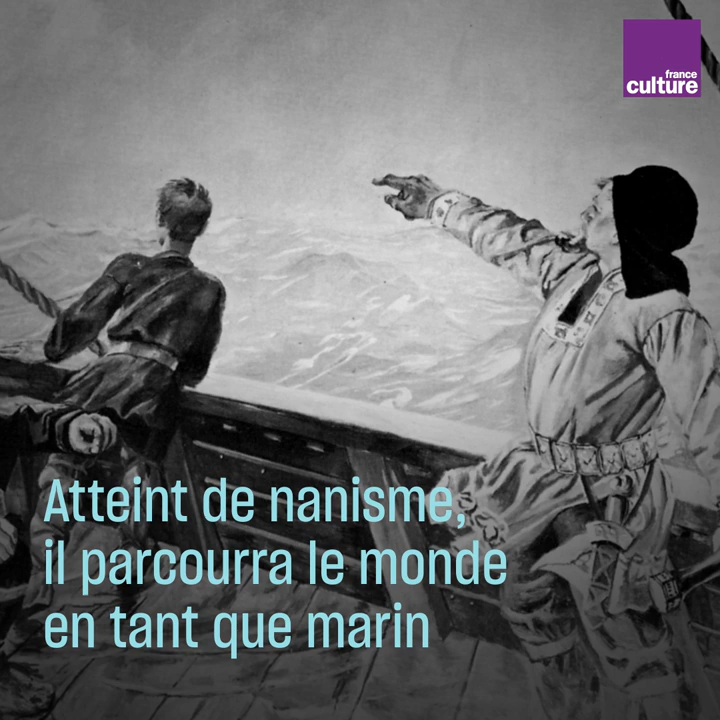 france
culture
Atteint de nanisme,
il parcourra le monde
en tant que marin